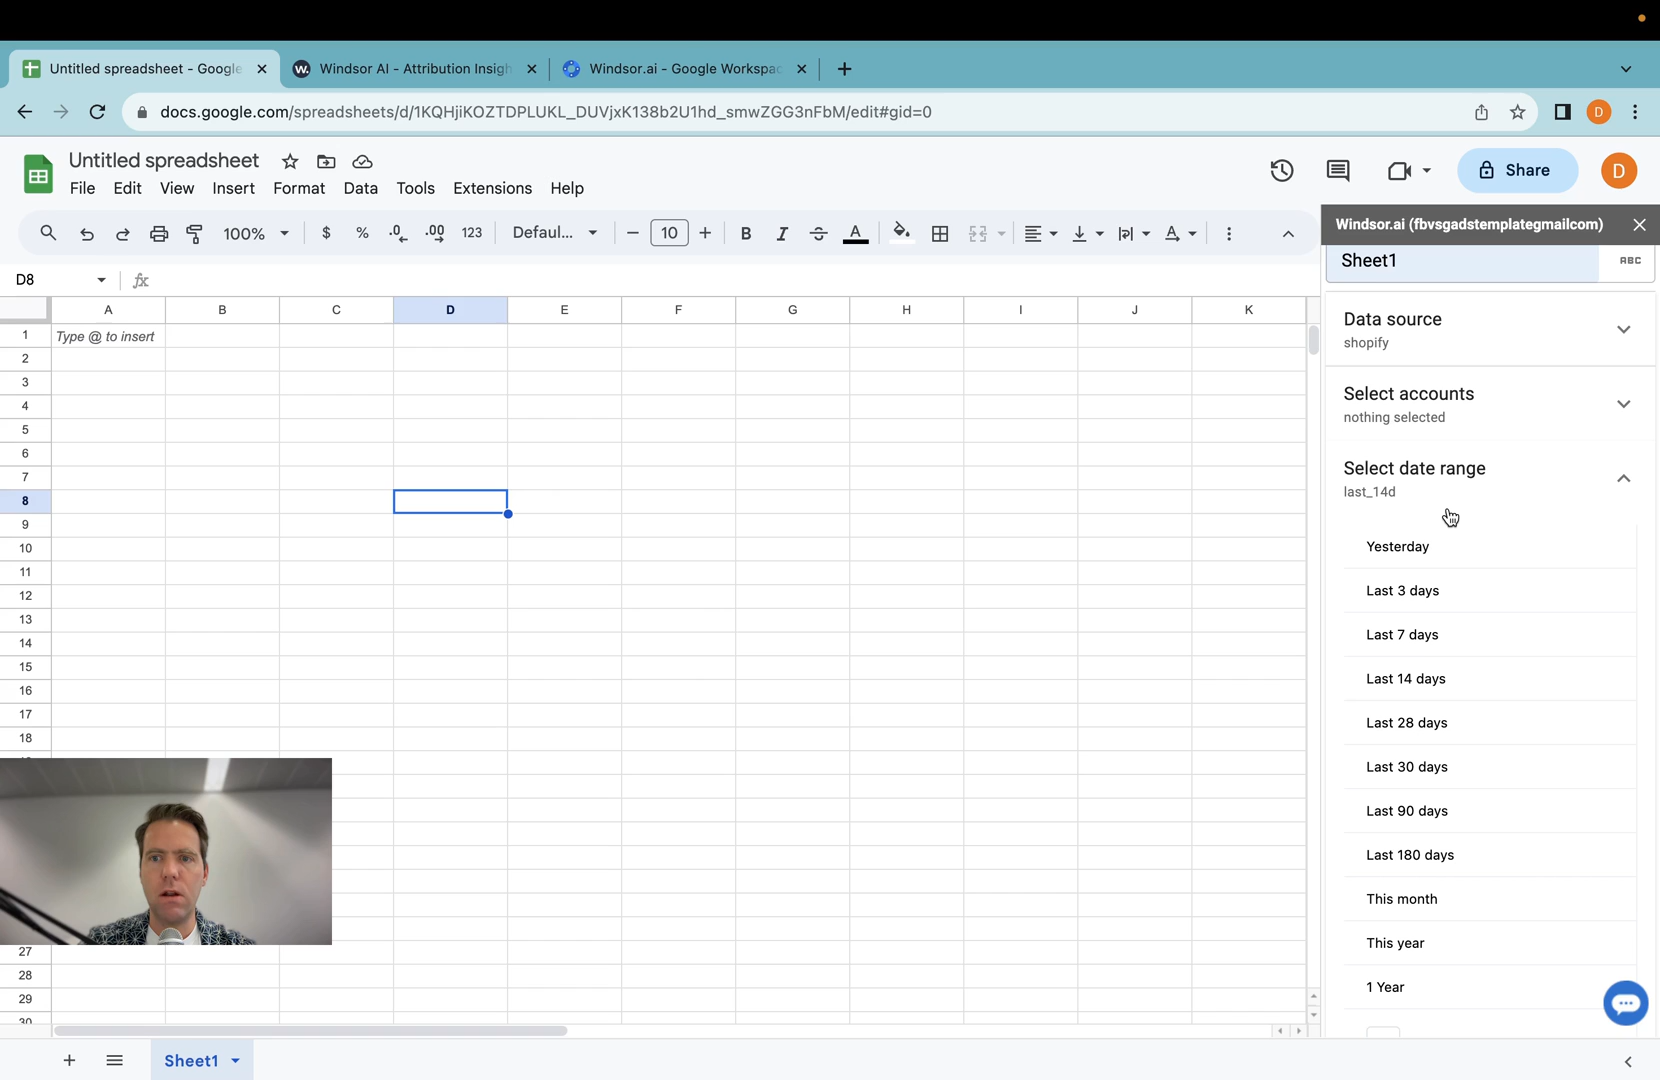 Untitled spreadsheet - Google
Windsor AI - Attribution Insigh
Windsor.ai - Google Workspac
docs.google.com/spreadsheets/d/1KQHjiKOZTDPLUKL_DUVjxK138b2U1hd_smwZGG3nFbM/edit#gid=0
D
Untitled spreadsheet
File Edit View Insert Format Data Tools Extensions Help
Share
D
100% $ % .0 .00 123 Defaul... 10 B I S A
Windsor.ai (fbvsgadstemplategmailcom)
Sheet1
ABC
D8
fx
A B C D E F G H I J K
1 Type @ to insert
2
3
4
5
6
7
8
9
10
11
12
13
14
15
16
17
18
27
28
29
30
Data source
shopify
Select accounts
nothing selected
Select date range
last_14d
Yesterday
Last 3 days
Last 7 days
Last 14 days
Last 28 days
Last 30 days
Last 90 days
Last 180 days
This month
This year
1 Year
Sheet1